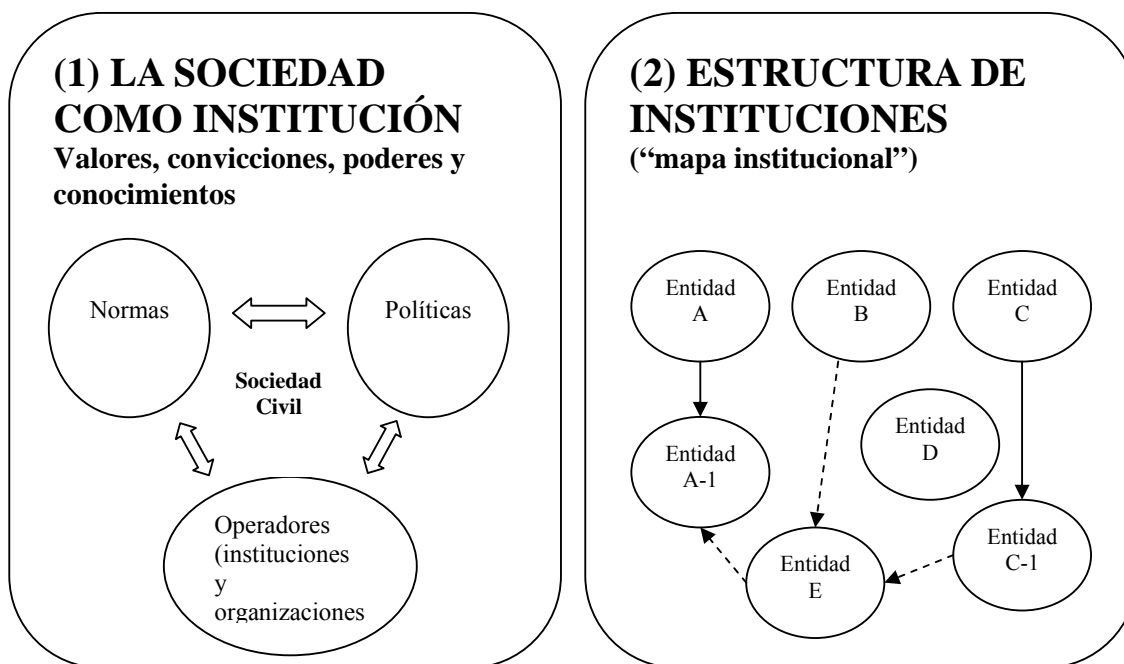 (1) LA SOCIEDAD
COMO INSTITUCIÓN
Valores, convicciones, poderes y
conocimientos
Normas
Políticas
Sociedad
Civil
Operadores
(instituciones
y
organizaciones
(2) ESTRUCTURA DE
INSTITUCIONES
(“mapa institucional”)
Entidad
A
Entidad
B
Entidad
C
Entidad
D
Entidad
A-1
Entidad
E
Entidad
C-1